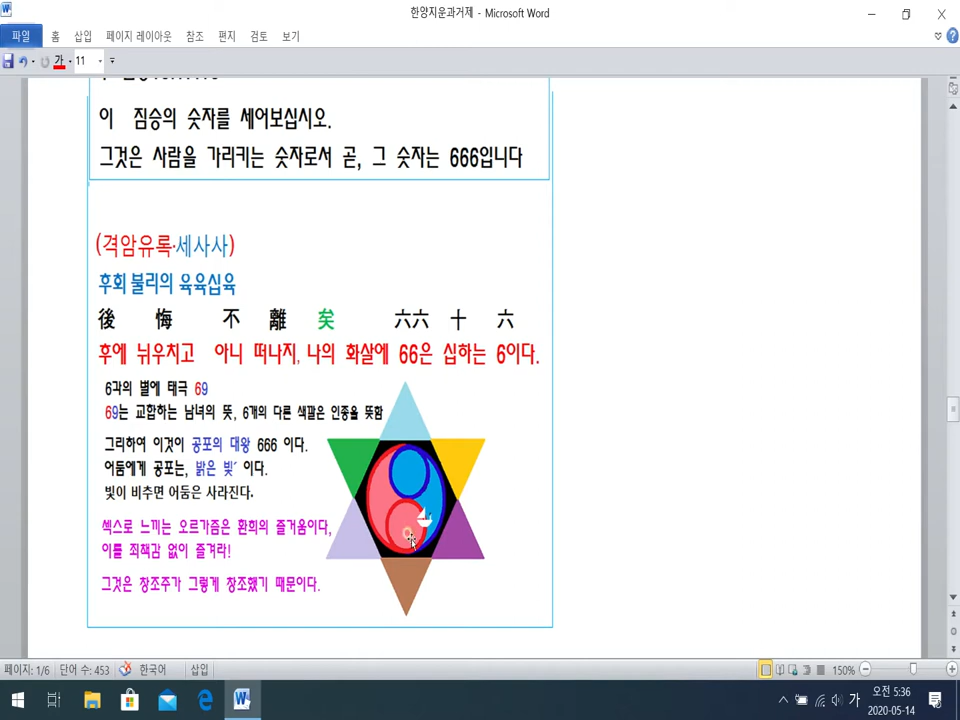 한양지운과거제 - Microsoft Word
파일 홈 삽입 페이지 레이아웃 참조 편지 검토 보기
가 11
이 짐승의 숫자를 세어보십시오.
그것은 사람을 가리키는 숫자로서 곧, 그 숫자는 666입니다
(격암유록·세사사)
후회 불리의 육육십육
後 悔 不 離 矣 六六 十 六
후에 뉘우치고 아니 떠나지, 나의 화살에 66은 십하는 6이다.
6각의 별에 태극 69
69는 교합하는 남녀의 뜻, 6개의 다른 색깔은 인종을 뜻함
그리하여 이것이 공포의 대왕 666 이다.
어둠에게 공포는, 밝은 빛˝ 이다.
빛이 비추면 어둠은 사라진다.
섹스로 느끼는 오르가즘은 환희의 즐거움이다,
이를 죄책감 없이 즐겨라!
그것은 창조주가 그렇게 창조했기 때문이다.
페이지: 1/6 단어 수: 453 한국어 삽입 150%
가 오전 5:36
2020-05-14